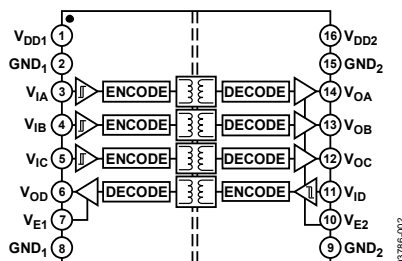 VDD1 1 16 VDD2
GND1 2 15 GND2
VIA 3 ENCODE DECODE 14 VOA
VIB 4 ENCODE DECODE 13 VOB
VIC 5 ENCODE DECODE 12 VOC
VOD 6 DECODE ENCODE 11 VID
VE1 7 10 VE2
GND1 8 9 GND2
03786-002